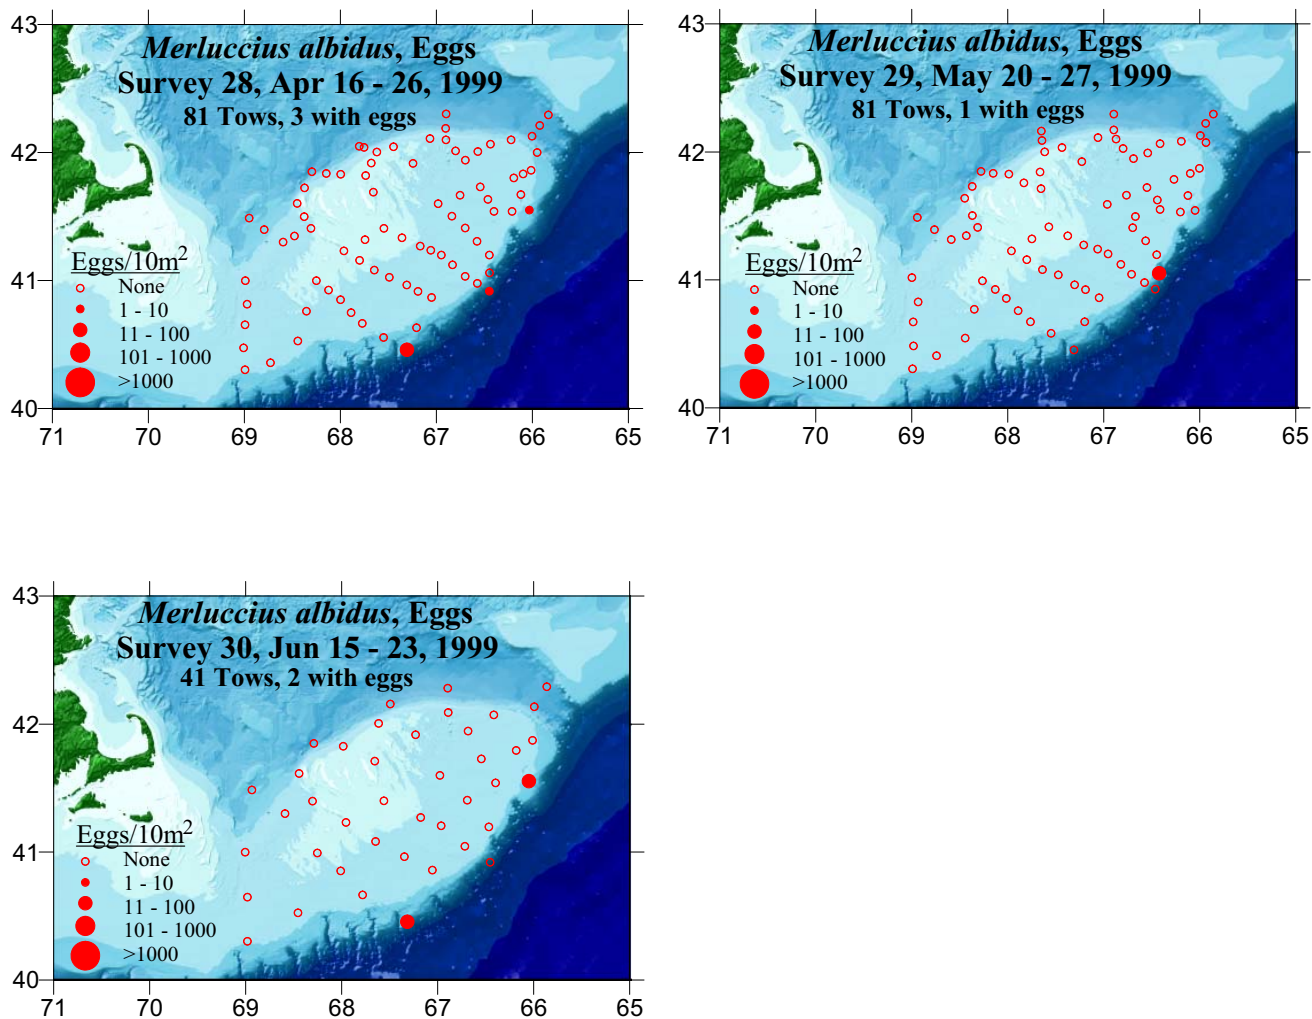 Merluccius albidus, Eggs
Survey 28, Apr 16 - 26, 1999
81 Tows, 3 with eggs
43
42
41
40
Eggs/10m2
None
1 - 10
11 - 100
101 - 1000
>1000
71 70 69 68 67 66 65
Merluccius albidus, Eggs
Survey 29, May 20 - 27, 1999
81 Tows, 1 with eggs
43
42
41
40
Eggs/10m2
None
1 - 10
11 - 100
101 - 1000
>1000
71 70 69 68 67 66 65
Merluccius albidus, Eggs
Survey 30, Jun 15 - 23, 1999
41 Tows, 2 with eggs
43
42
41
40
Eggs/10m2
None
1 - 10
11 - 100
101 - 1000
>1000
71 70 69 68 67 66 65